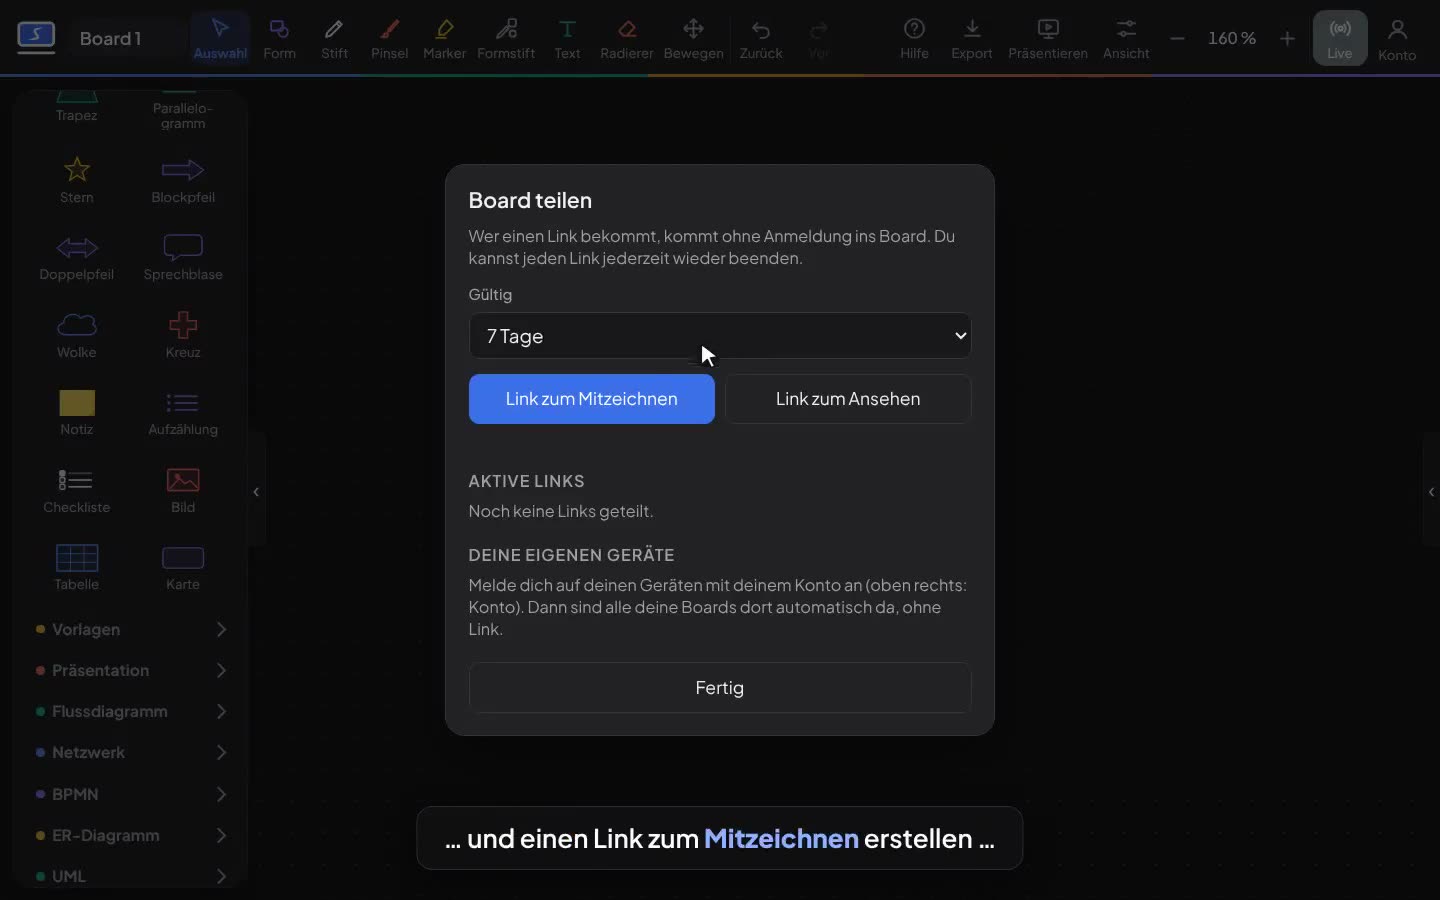 Board 1
Auswahl
Form
Stift
Pinsel
Marker
Formstift
Text
Radierer
Bewegen
Zurück
Vor
Hilfe
Export
Präsentieren
Ansicht
160 %
Live
Konto
Trapez
Parallelo-
gramm
Stern
Blockpfeil
Doppelpfeil
Sprechblase
Wolke
Kreuz
Notiz
Aufzählung
Checkliste
Bild
Tabelle
Karte
Vorlagen
Präsentation
Flussdiagramm
Netzwerk
BPMN
ER-Diagramm
UML
Board teilen
Wer einen Link bekommt, kommt ohne Anmeldung ins Board. Du
kannst jeden Link jederzeit wieder beenden.
Gültig
7 Tage
Link zum Mitzeichnen
Link zum Ansehen
AKTIVE LINKS
Noch keine Links geteilt.
DEINE EIGENEN GERÄTE
Melde dich auf deinen Geräten mit deinem Konto an (oben rechts:
Konto). Dann sind alle deine Boards dort automatisch da, ohne
Link.
Fertig
... und einen Link zum Mitzeichnen erstellen ...